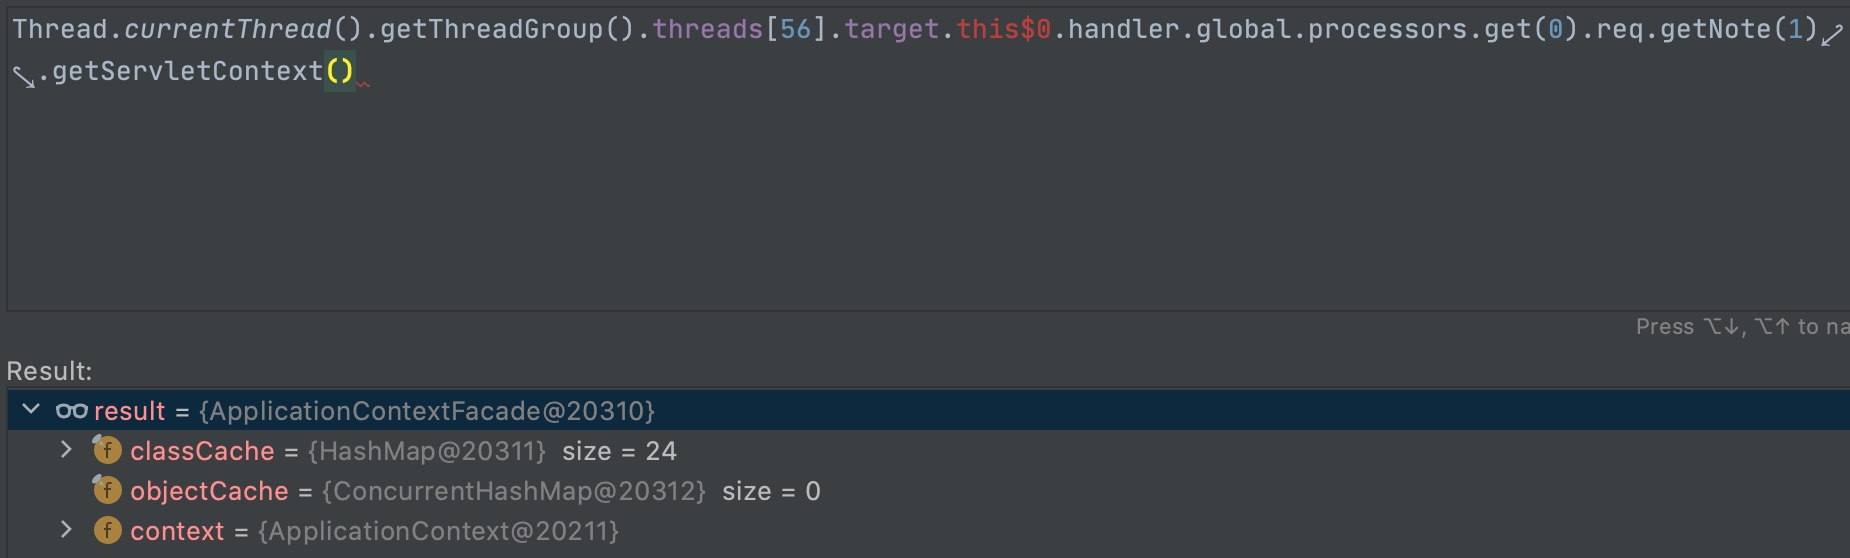 Thread.currentThread().getThreadGroup().threads[56].target.this$0.handler.global.processors.get(0).req.getNote(1)
.getServletContext()
Press ⌥↓, ⌥↑ to na
Result:
result = {ApplicationContextFacade@20310}
f classCache = {HashMap@20311} size = 24
f objectCache = {ConcurrentHashMap@20312} size = 0
f context = {ApplicationContext@20211}